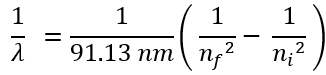 1/λ = 1/91.13 nm (1/n_f² − 1/n_i²)